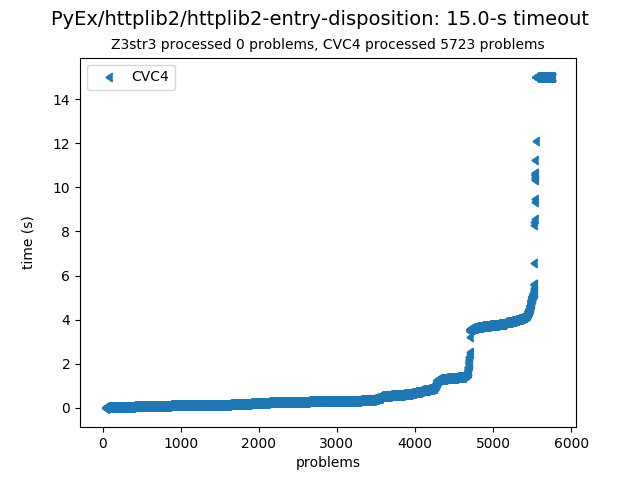 PyEx/httplib2/httplib2-entry-disposition: 15.0-s timeout
Z3str3 processed 0 problems, CVC4 processed 5723 problems
CVC4
14
12
10
8
6
4
2
0
time (s)
0 1000 2000 3000 4000 5000 6000
problems